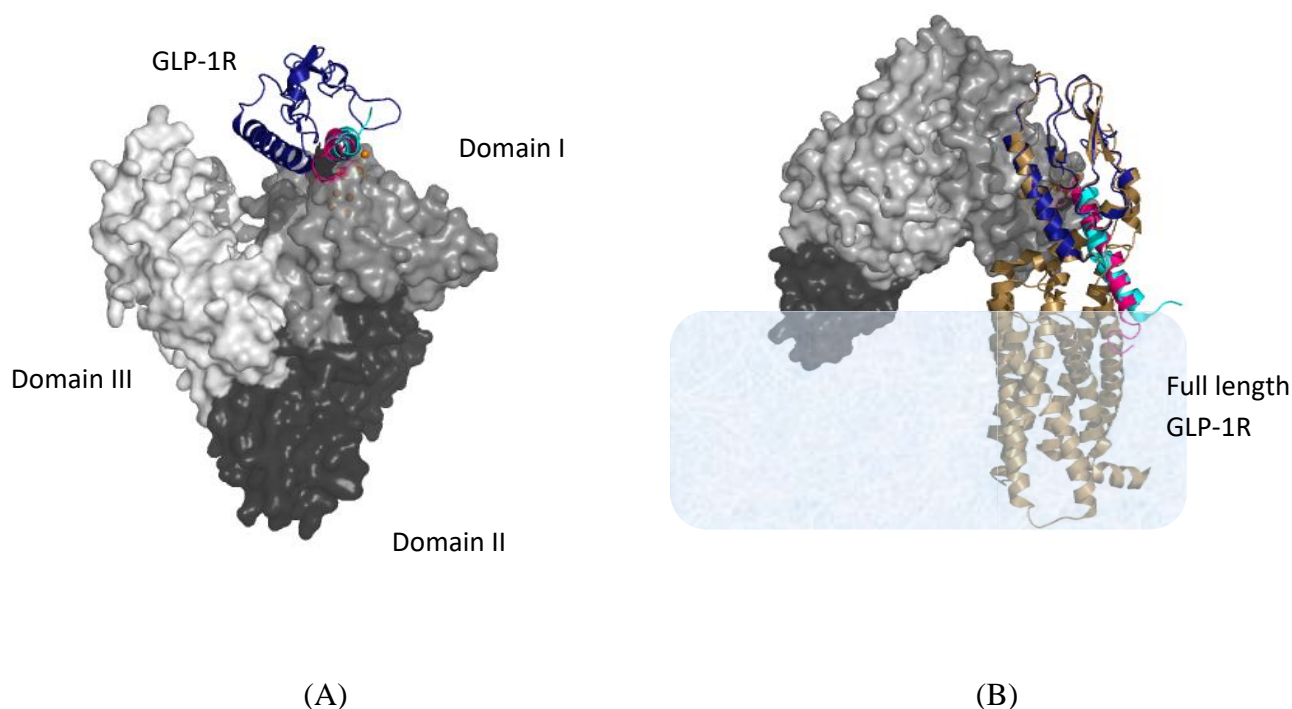 GLP-1R
Domain I
Domain III
Domain II
Full length
GLP-1R
(A)
(B)